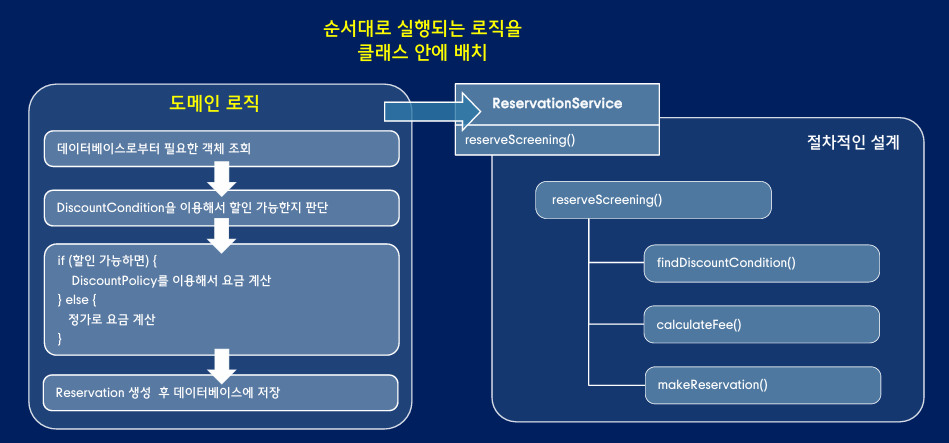 순서대로 실행되는 로직을
클래스 안에 배치
도메인 로직
데이터베이스로부터 필요한 객체 조회
DiscountCondition을 이용해서 할인 가능한지 판단
if (할인 가능하면) {
DiscountPolicy를 이용해서 요금 계산
} else {
정가로 요금 계산
}
Reservation 생성 후 데이터베이스에 저장
ReservationService
reserveScreening()
절차적인 설계
reserveScreening()
findDiscountCondition()
calculateFee()
makeReservation()